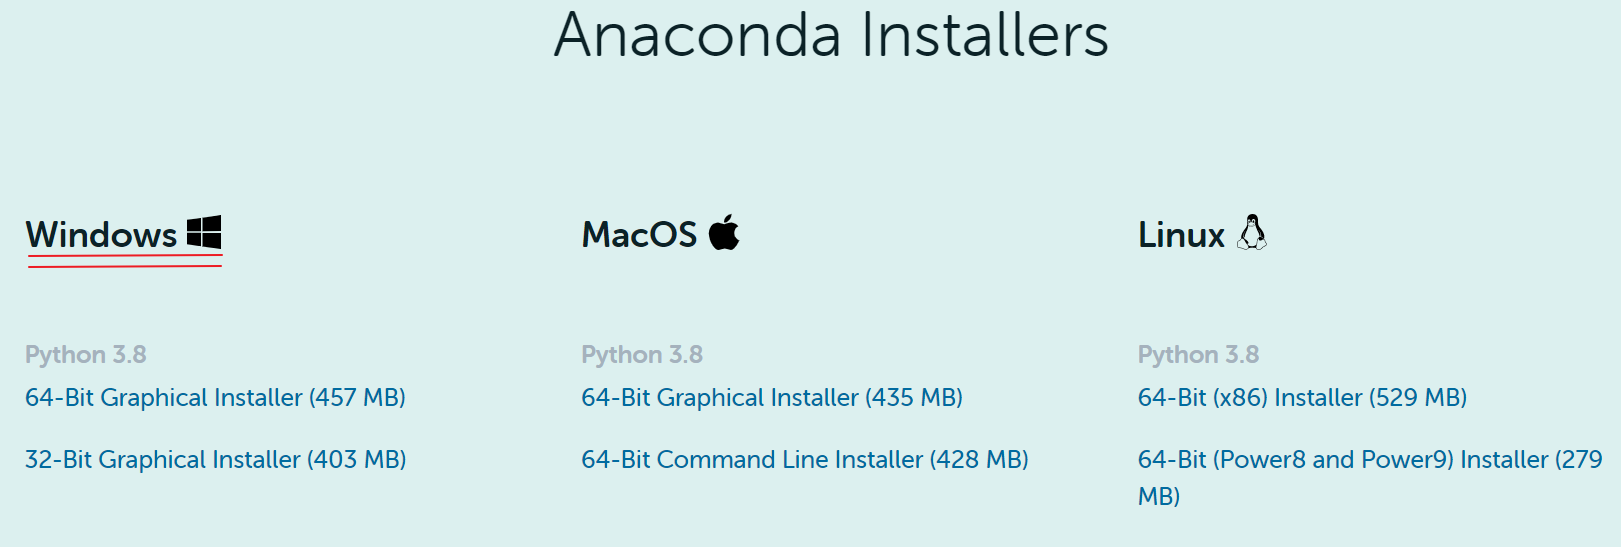 Anaconda Installers
Windows
MacOS
Linux
Python 3.8
64-Bit Graphical Installer (457 MB)
32-Bit Graphical Installer (403 MB)
Python 3.8
64-Bit Graphical Installer (435 MB)
64-Bit Command Line Installer (428 MB)
Python 3.8
64-Bit (x86) Installer (529 MB)
64-Bit (Power8 and Power9) Installer (279
MB)